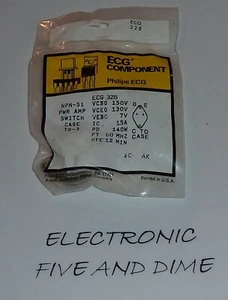 ECG
328
ECG®
COMPONENT
Philips ECG
ECG 328
NPN-SI VCBO 150V B E
PWR AMP VCEO 130V
SWITCH VEBO 7V
CASE IC 15A
TO-3 PD 140W C TO
FT 60 MHZ CASE
HFE:12 MIN
IC AK
Printed in U.S.A.
ELECTRONIC
FIVE AND DIME